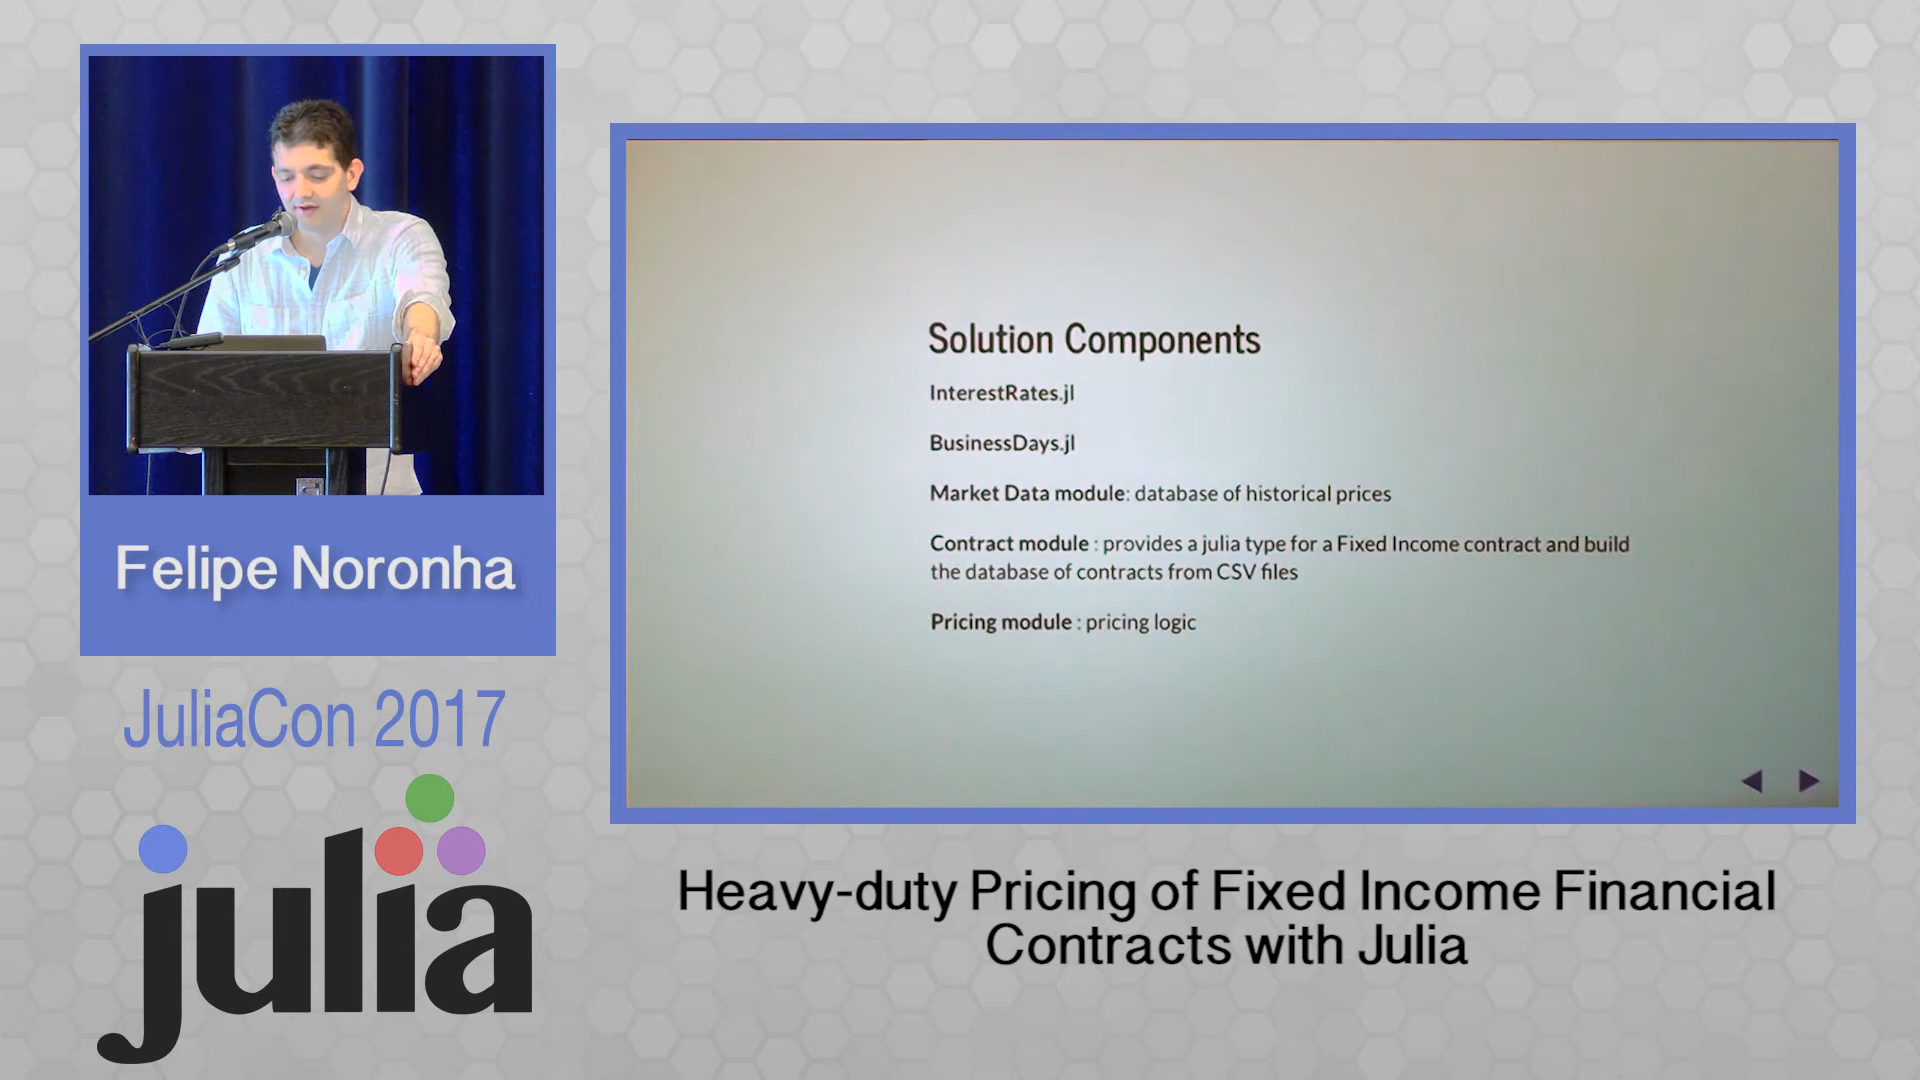 Felipe Noronha
JuliaCon 2017
julia
Solution Components
InterestRates.jl
BusinessDays.jl
Market Data module: database of historical prices
Contract module : provides a julia type for a Fixed Income contract and build
the database of contracts from CSV files
Pricing module : pricing logic
Heavy-duty Pricing of Fixed Income Financial
Contracts with Julia